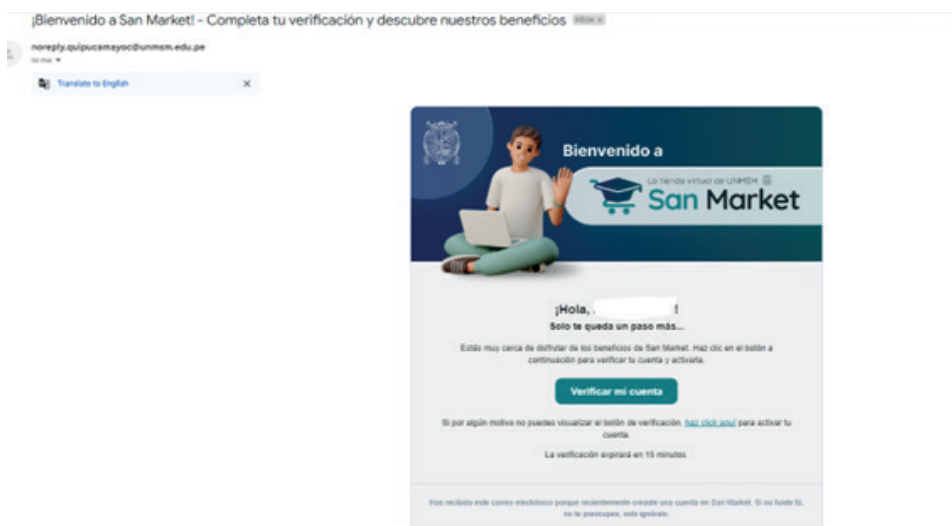 ¡Bienvenido a San Market! - Completa tu verificación y descubre nuestros beneficios Inbox x
noreply.quipucamayoc@unmsm.edu.pe
to me
Translate to English X
Bienvenido a
La tienda virtual de UNMSM
San Market
¡Hola, !
Solo te queda un paso más...
Estás muy cerca de disfrutar de los beneficios de San Market. Haz clic en el botón a
continuación para verificar tu cuenta y activarla.
Verificar mi cuenta
Si por algún motivo no puedes visualizar el botón de verificación, haz click aquí para activar tu
cuenta.
La verificación expirará en 15 minutos.
Has recibido este correo electrónico porque recientemente creaste una cuenta en San Market. Si no fuiste tú,
no te preocupes, solo ignóralo.